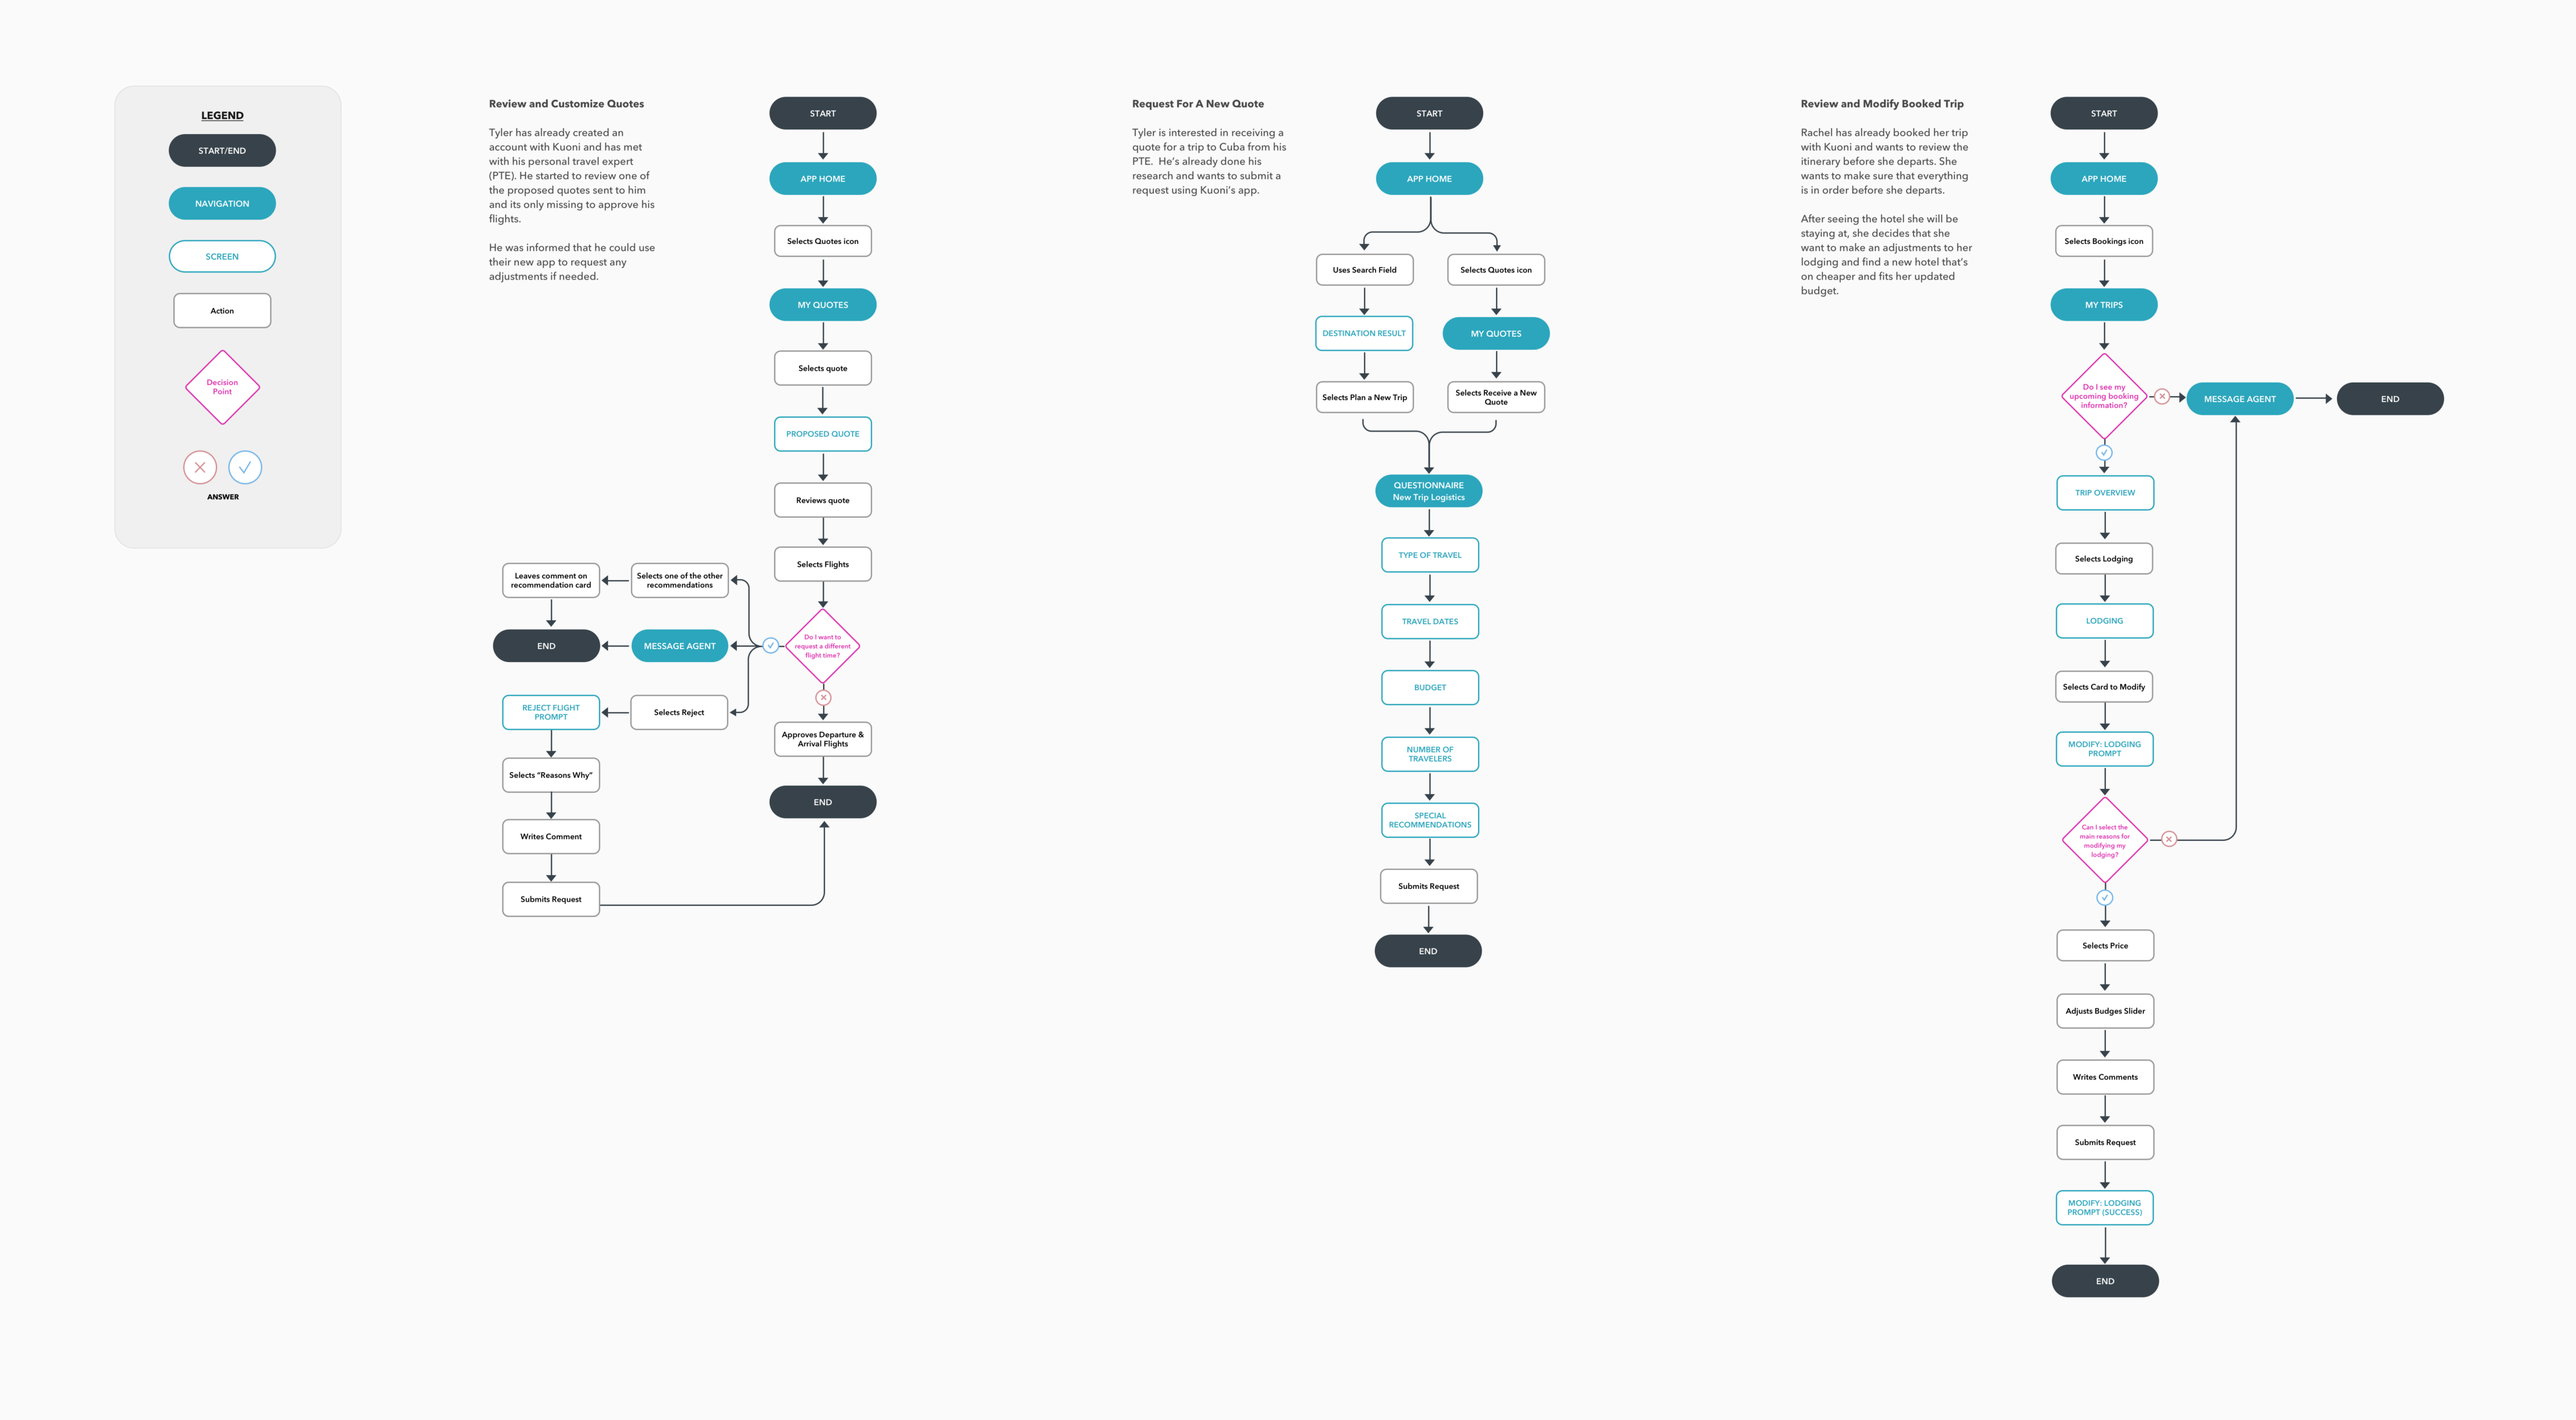 LEGEND
START/END
NAVIGATION
SCREEN
Action
Decision
Point
ANSWER
Review and Customize Quotes
Tyler has already created an
account with Kuoni and has met
with his personal travel expert
(PTE). He started to review one of
the proposed quotes sent to him
and its only missing to approve his
flights.
He was informed that he could use
their new app to request any
adjustments if needed.
START
APP HOME
Selects Quotes icon
MY QUOTES
Selects quote
PROPOSED QUOTE
Reviews quote
Selects Flights
Do I want to
request a different
flight time?
Selects one of the other
recommendations
Leaves comment on
recommendation card
MESSAGE AGENT
END
Selects Reject
REJECT FLIGHT
PROMPT
Selects “Reasons Why”
Writes Comment
Submits Request
Approves Departure &
Arrival Flights
END
Request For A New Quote
Tyler is interested in receiving a
quote for a trip to Cuba from his
PTE.  He’s already done his
research and wants to submit a
request using Kuoni’s app.
START
APP HOME
Uses Search Field
Selects Quotes icon
DESTINATION RESULT
MY QUOTES
Selects Plan a New Trip
Selects Receive a New
Quote
QUESTIONNAIRE
New Trip Logistics
TYPE OF TRAVEL
TRAVEL DATES
BUDGET
NUMBER OF
TRAVELERS
SPECIAL
RECOMMENDATIONS
Submits Request
END
Review and Modify Booked Trip
Rachel has already booked her trip
with Kuoni and wants to review the
itinerary before she departs. She
wants to make sure that everything
is in order before she departs.
After seeing the hotel she will be
staying at, she decides that she
want to make an adjustments to her
lodging and find a new hotel that’s
on cheaper and fits her updated
budget.
START
APP HOME
Selects Bookings icon
MY TRIPS
Do I see my
upcoming booking
information?
MESSAGE AGENT
END
TRIP OVERVIEW
Selects Lodging
LODGING
Selects Card to Modify
MODIFY: LODGING
PROMPT
Can I select the
main reasons for
modifying my
lodging?
Selects Price
Adjusts Budges Slider
Writes Comments
Submits Request
MODIFY: LODGING
PROMPT (SUCCESS)
END